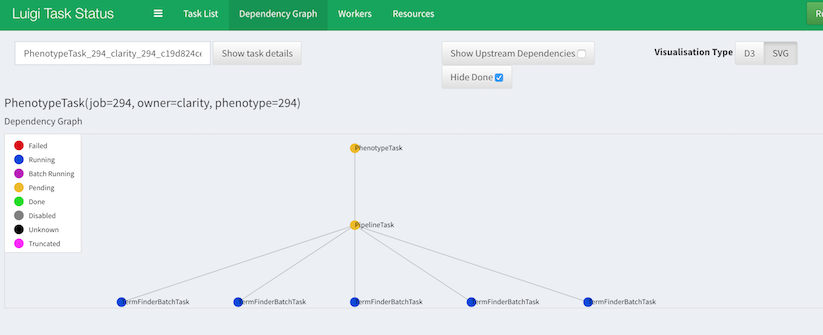 Luigi Task Status
Task List
Dependency Graph
Workers
Resources
PhenotypeTask_294_clarity_294_c19d824ce
Show task details
Show Upstream Dependencies
Hide Done
Visualisation Type
D3
SVG
PhenotypeTask(job=294, owner=clarity, phenotype=294)
Dependency Graph
Failed
Running
Batch Running
Pending
Done
Disabled
Unknown
Truncated
PhenotypeTask
PipelineTask
TermFinderBatchTask
TermFinderBatchTask
TermFinderBatchTask
TermFinderBatchTask
TermFinderBatchTask